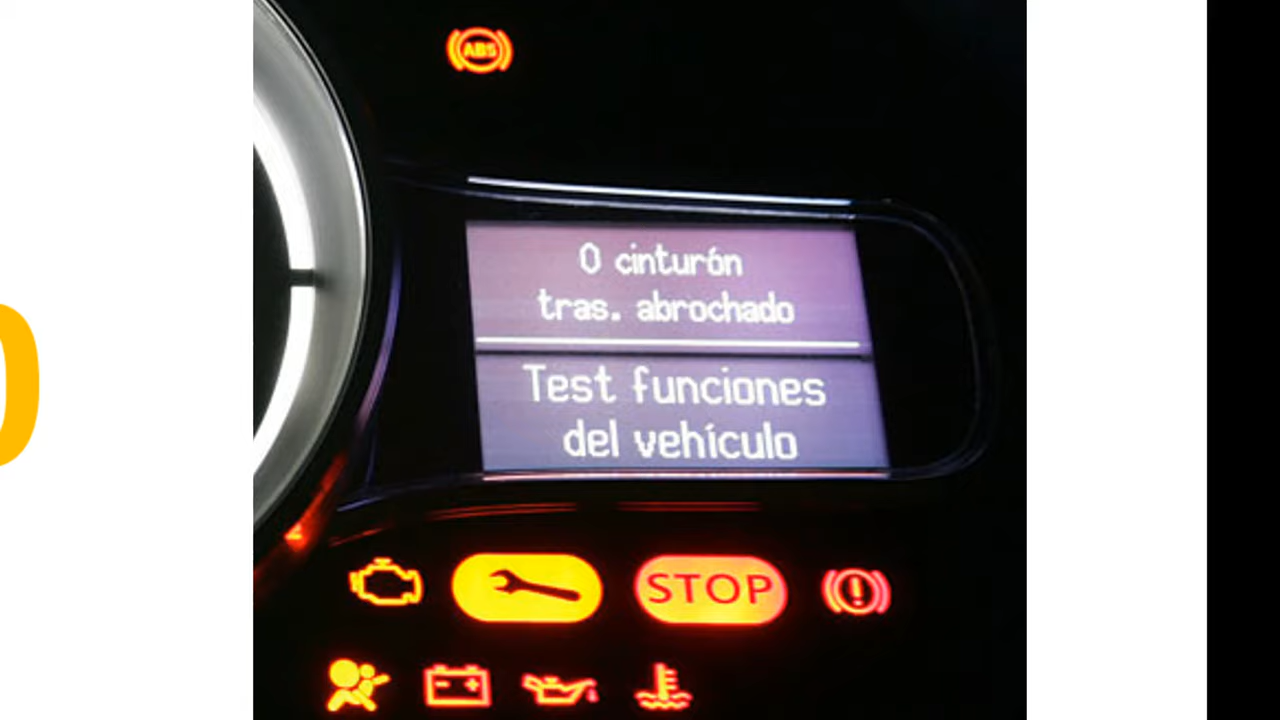 ABS
0 cinturón
tras. abrochado
Test funciones
del vehículo
STOP